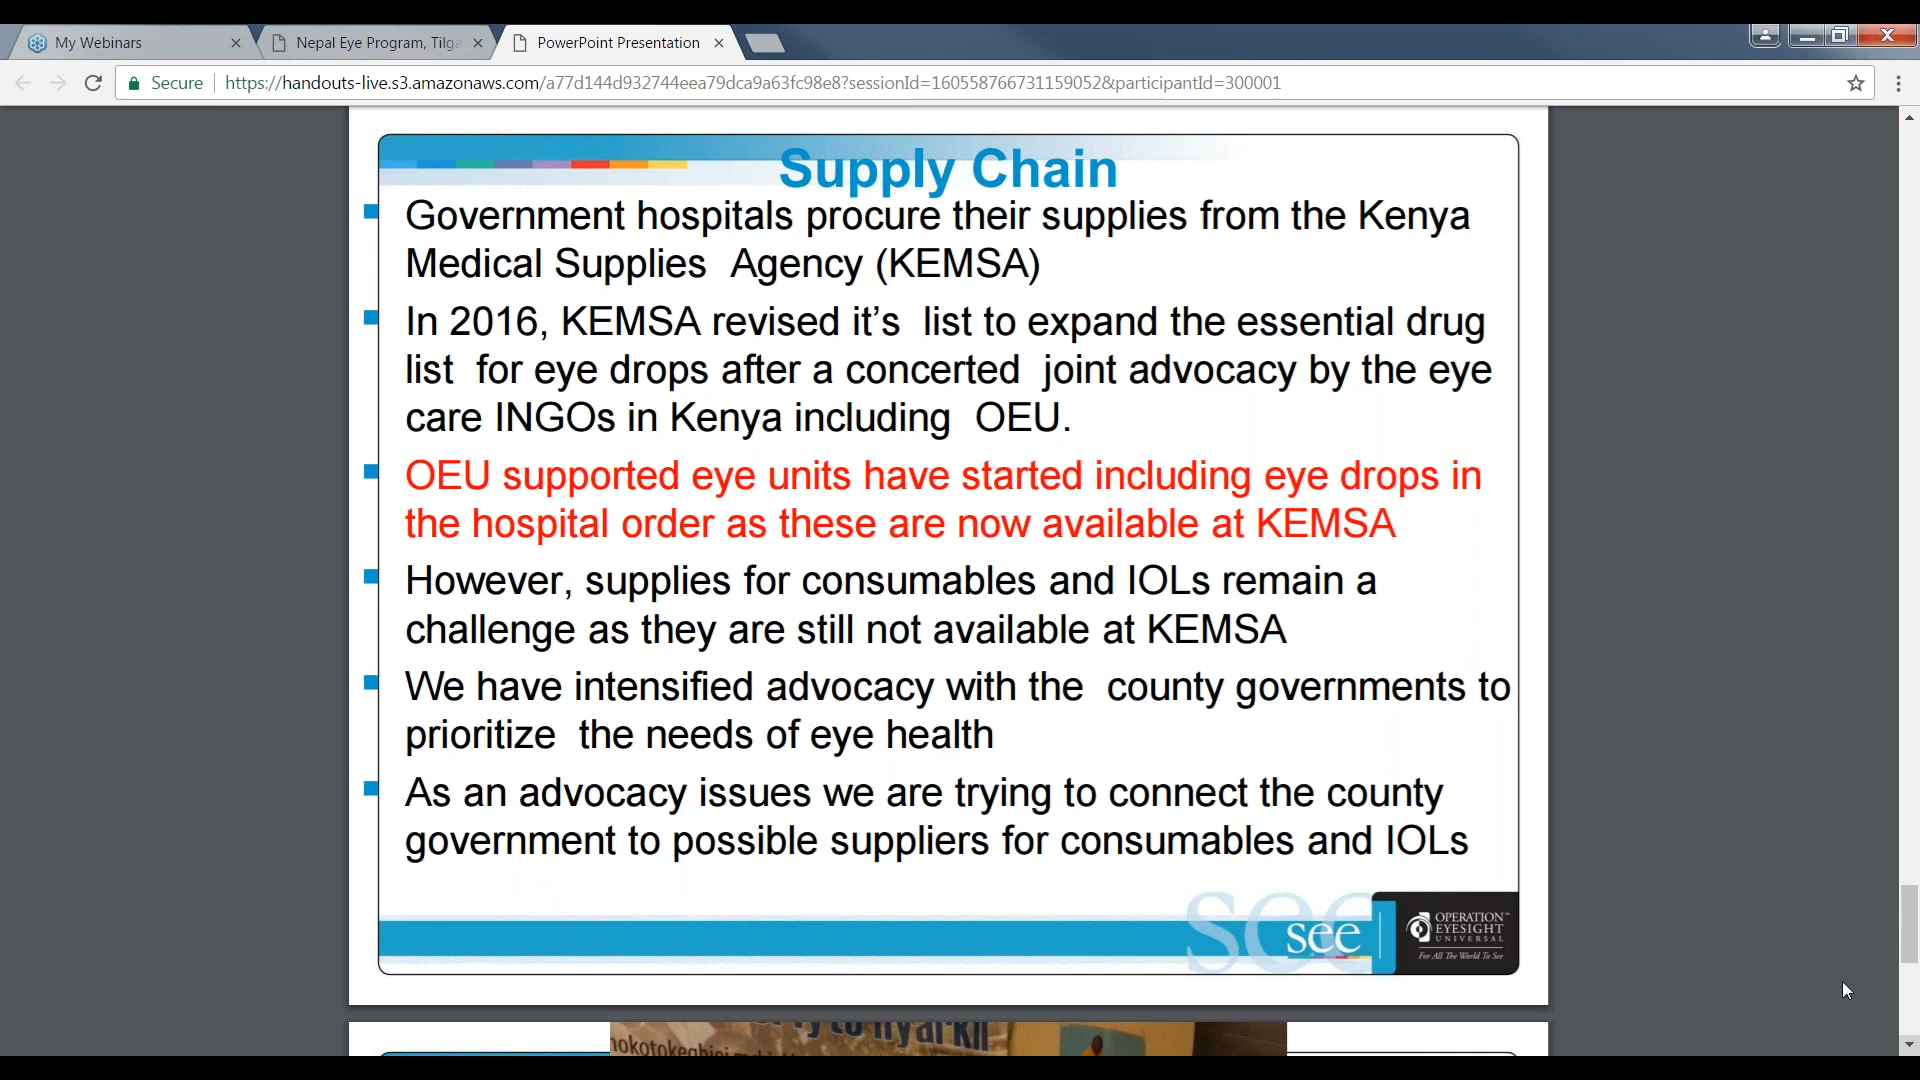 My Webinars
Nepal Eye Program, Tilga
PowerPoint Presentation
Secure
https://handouts-live.s3.amazonaws.com/a77d144d932744eea79dca9a63fc98e8?sessionId=1605587667311590528&participantId=300001
Supply Chain
Government hospitals procure their supplies from the Kenya
Medical Supplies  Agency (KEMSA)
In 2016, KEMSA revised it’s  list to expand the essential drug
list  for eye drops after a concerted  joint advocacy by the eye
care INGOs in Kenya including  OEU.
OEU supported eye units have started including eye drops in
the hospital order as these are now available at KEMSA
However, supplies for consumables and IOLs remain a
challenge as they are still not available at KEMSA
We have intensified advocacy with the  county governments to
prioritize  the needs of eye health
As an advocacy issues we are trying to connect the county
government to possible suppliers for consumables and IOLs
see
see
OPERATION™
EYESIGHT
UNIVERSAL
For All The World To See